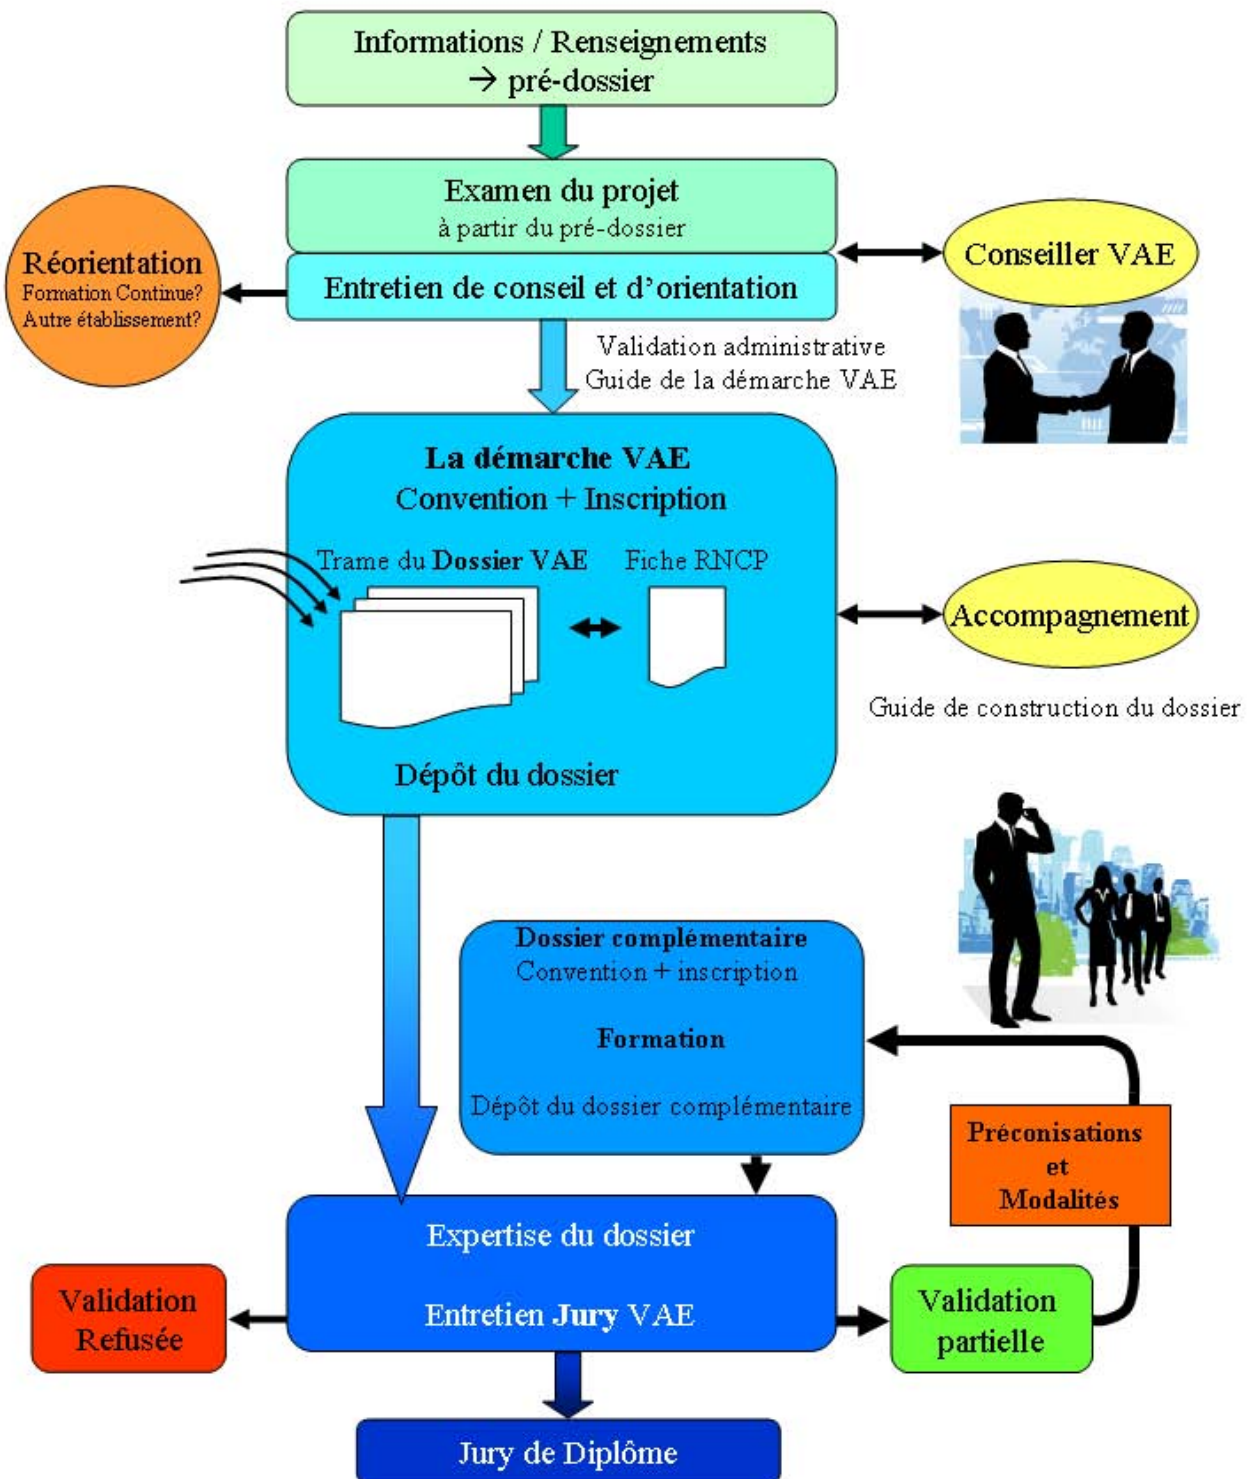 Informations / Renseignements
→ pré-dossier
Examen du projet
à partir du pré-dossier
Entretien de conseil et d'orientation
Réorientation
Formation Continue?
Autre établissement?
Conseiller VAE
Validation administrative
Guide de la démarche VAE
La démarche VAE
Convention + Inscription
Trame du Dossier VAE
Fiche RNCP
Dépôt du dossier
Accompagnement
Guide de construction du dossier
Dossier complémentaire
Convention + inscription
Formation
Dépôt du dossier complémentaire
Préconisations
et
Modalités
Expertise du dossier
Entretien Jury VAE
Validation
Refusée
Validation
partielle
Jury de Diplôme